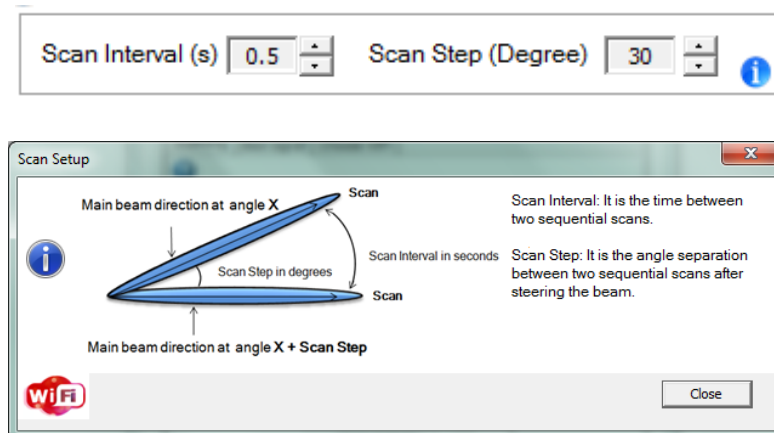 Scan Interval (s) 0.5 Scan Step (Degree) 30
Scan Setup
Main beam direction at angle X
Scan
Scan Step in degrees
Scan Interval in seconds
Scan
Main beam direction at angle X + Scan Step
Scan Interval: It is the time between
two sequential scans.
Scan Step: It is the angle separation
between two sequential scans after
steering the beam.
WiFi
Close